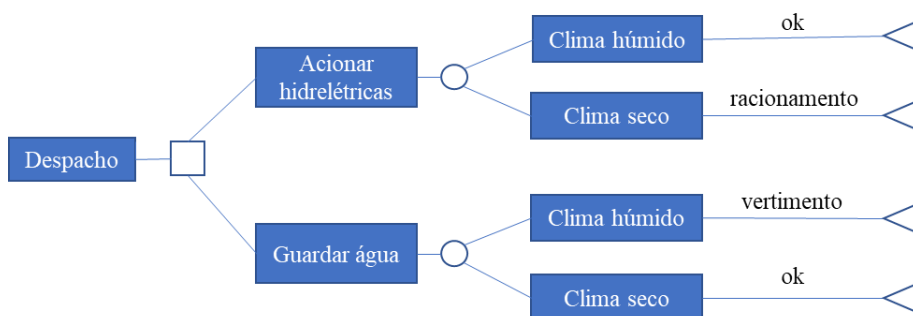 Despacho
Acionar
hidrelétricas
Clima húmido
ok
Clima seco
racionamento
Guardar água
Clima húmido
vertimento
Clima seco
ok